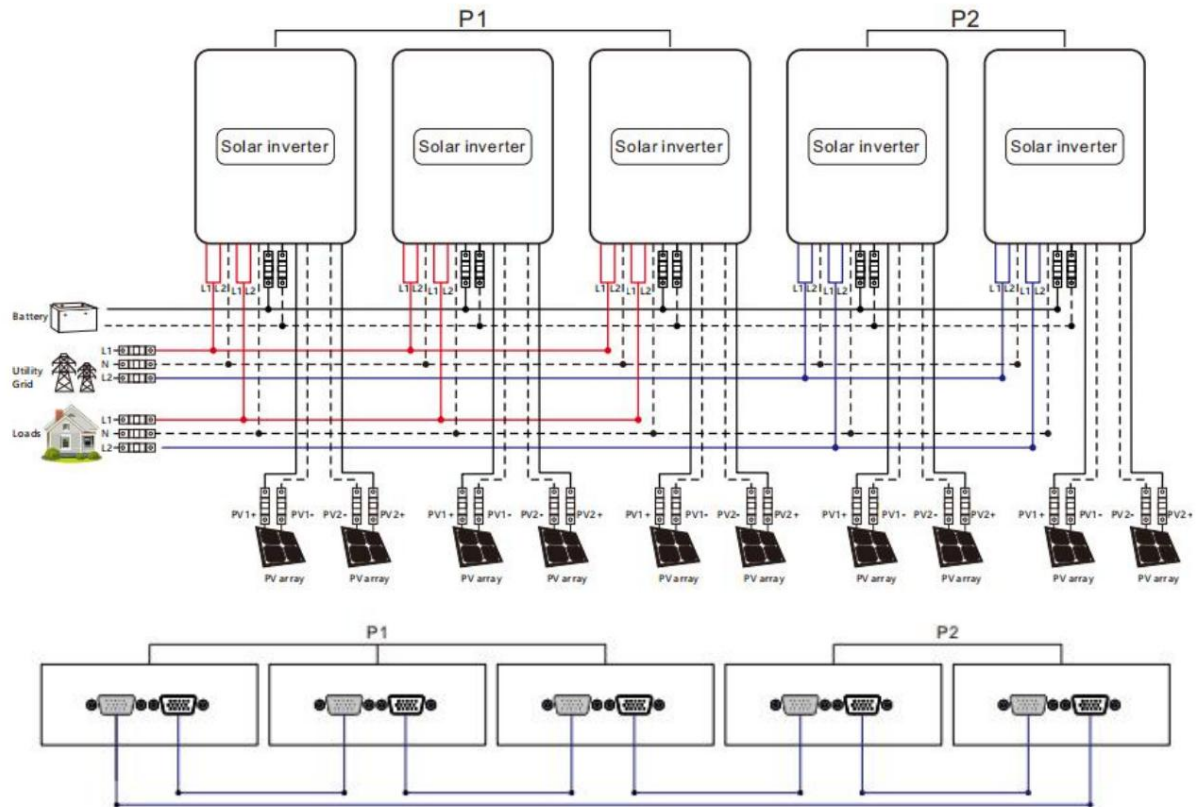 P1 P2
Solar inverter Solar inverter Solar inverter Solar inverter Solar inverter
L1 L2 L1 L2 L1 L2 L1 L2 L1 L2 L1 L2 L1 L2 L1 L2 L1 L2 L1 L2
Battery
L1
Utility N
Grid L2
L1
Loads N
L2
PV1+ PV1- PV2- PV2+ PV1+ PV1- PV2- PV2+ PV1+ PV1- PV2- PV2+ PV1+ PV1- PV2- PV2+ PV1+ PV1- PV2- PV2+
PV array PV array PV array PV array PV array PV array PV array PV array PV array PV array
P1 P2